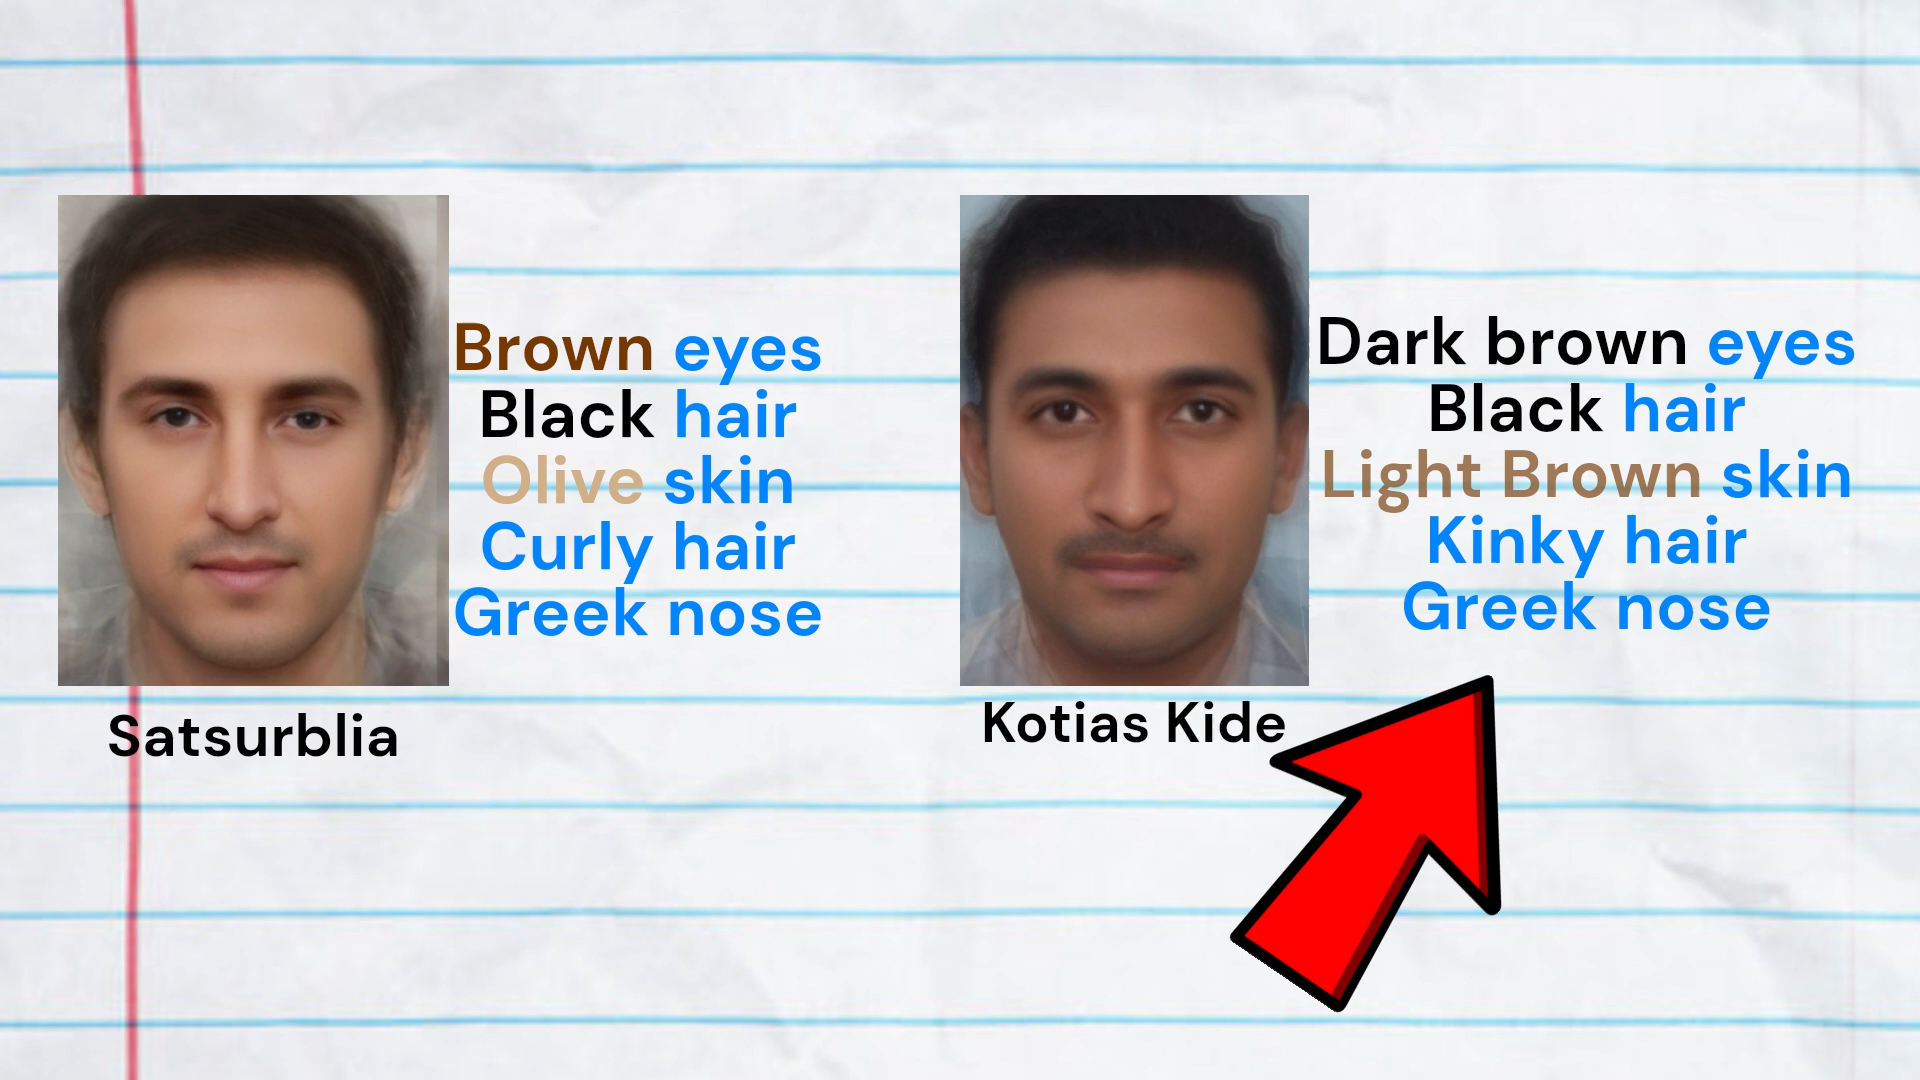 Brown eyes
Black hair
Olive skin
Curly hair
Greek nose
Satsurblia
Dark brown eyes
Black hair
Light Brown skin
Kinky hair
Greek nose
Kotias Kide